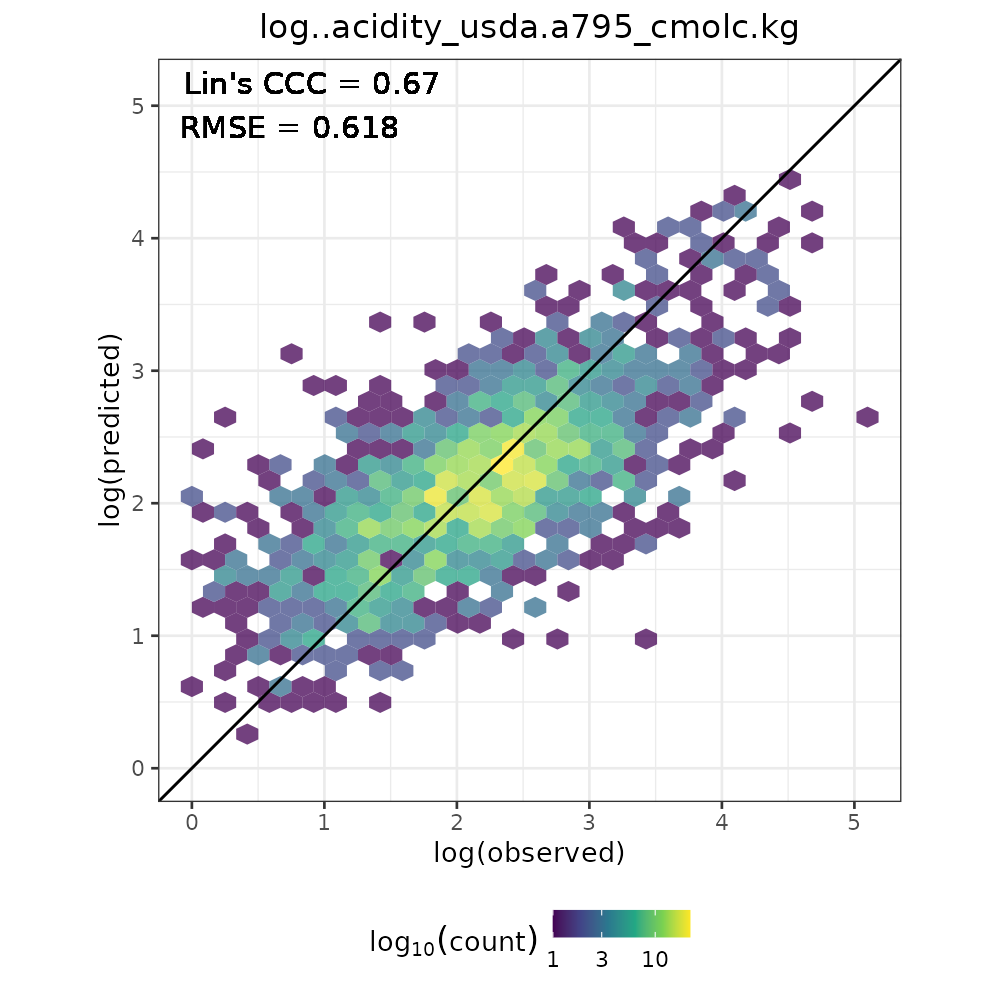 log..acidity_usda.a795_cmolc.kg
Lin's CCC = 0.67
RMSE = 0.618
5
4
3
2
1
0
log(predicted)
0 1 2 3 4 5
log(observed)
log₁₀(count)
1 3 10